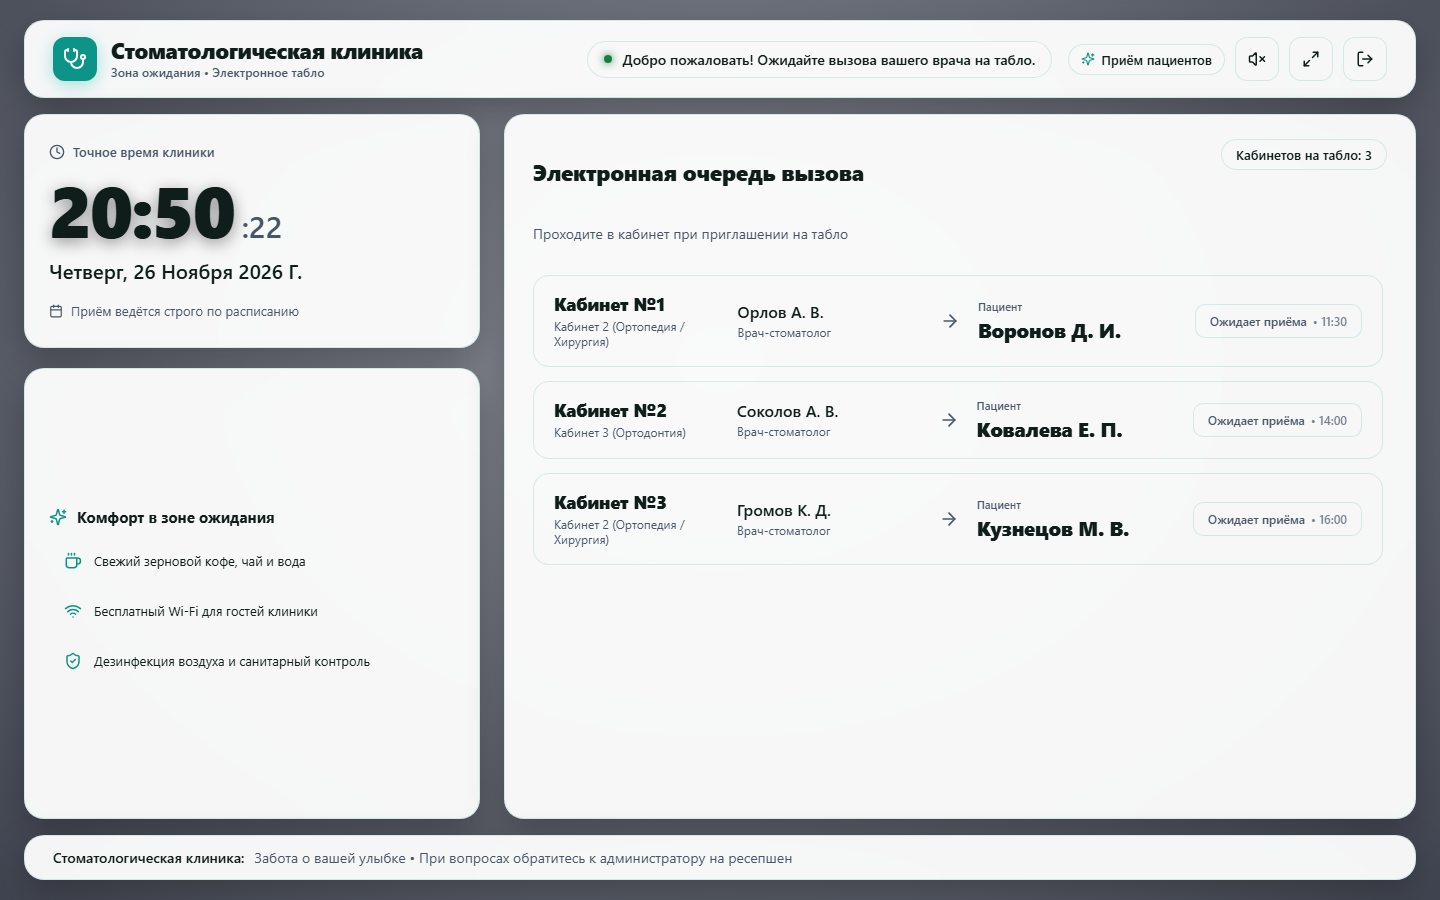 Стоматологическая клиника
Зона ожидания • Электронное табло
Добро пожаловать! Ожидайте вызова вашего врача на табло.
Приём пациентов
Точное время клиники
20:50 :22
Четверг, 26 Ноября 2026 Г.
Приём ведётся строго по расписанию
Комфорт в зоне ожидания
Свежий зерновой кофе, чай и вода
Бесплатный Wi-Fi для гостей клиники
Дезинфекция воздуха и санитарный контроль
Кабинетов на табло: 3
Электронная очередь вызова
Проходите в кабинет при приглашении на табло
Кабинет №1
Кабинет 2 (Ортопедия /
Хирургия)
Орлов А. В.
Врач-стоматолог
Пациент
Воронов Д. И.
Ожидает приёма • 11:30
Кабинет №2
Кабинет 3 (Ортодонтия)
Соколов А. В.
Врач-стоматолог
Пациент
Ковалева Е. П.
Ожидает приёма • 14:00
Кабинет №3
Кабинет 2 (Ортопедия /
Хирургия)
Громов К. Д.
Врач-стоматолог
Пациент
Кузнецов М. В.
Ожидает приёма • 16:00
Стоматологическая клиника: Забота о вашей улыбке • При вопросах обратитесь к администратору на ресепшен